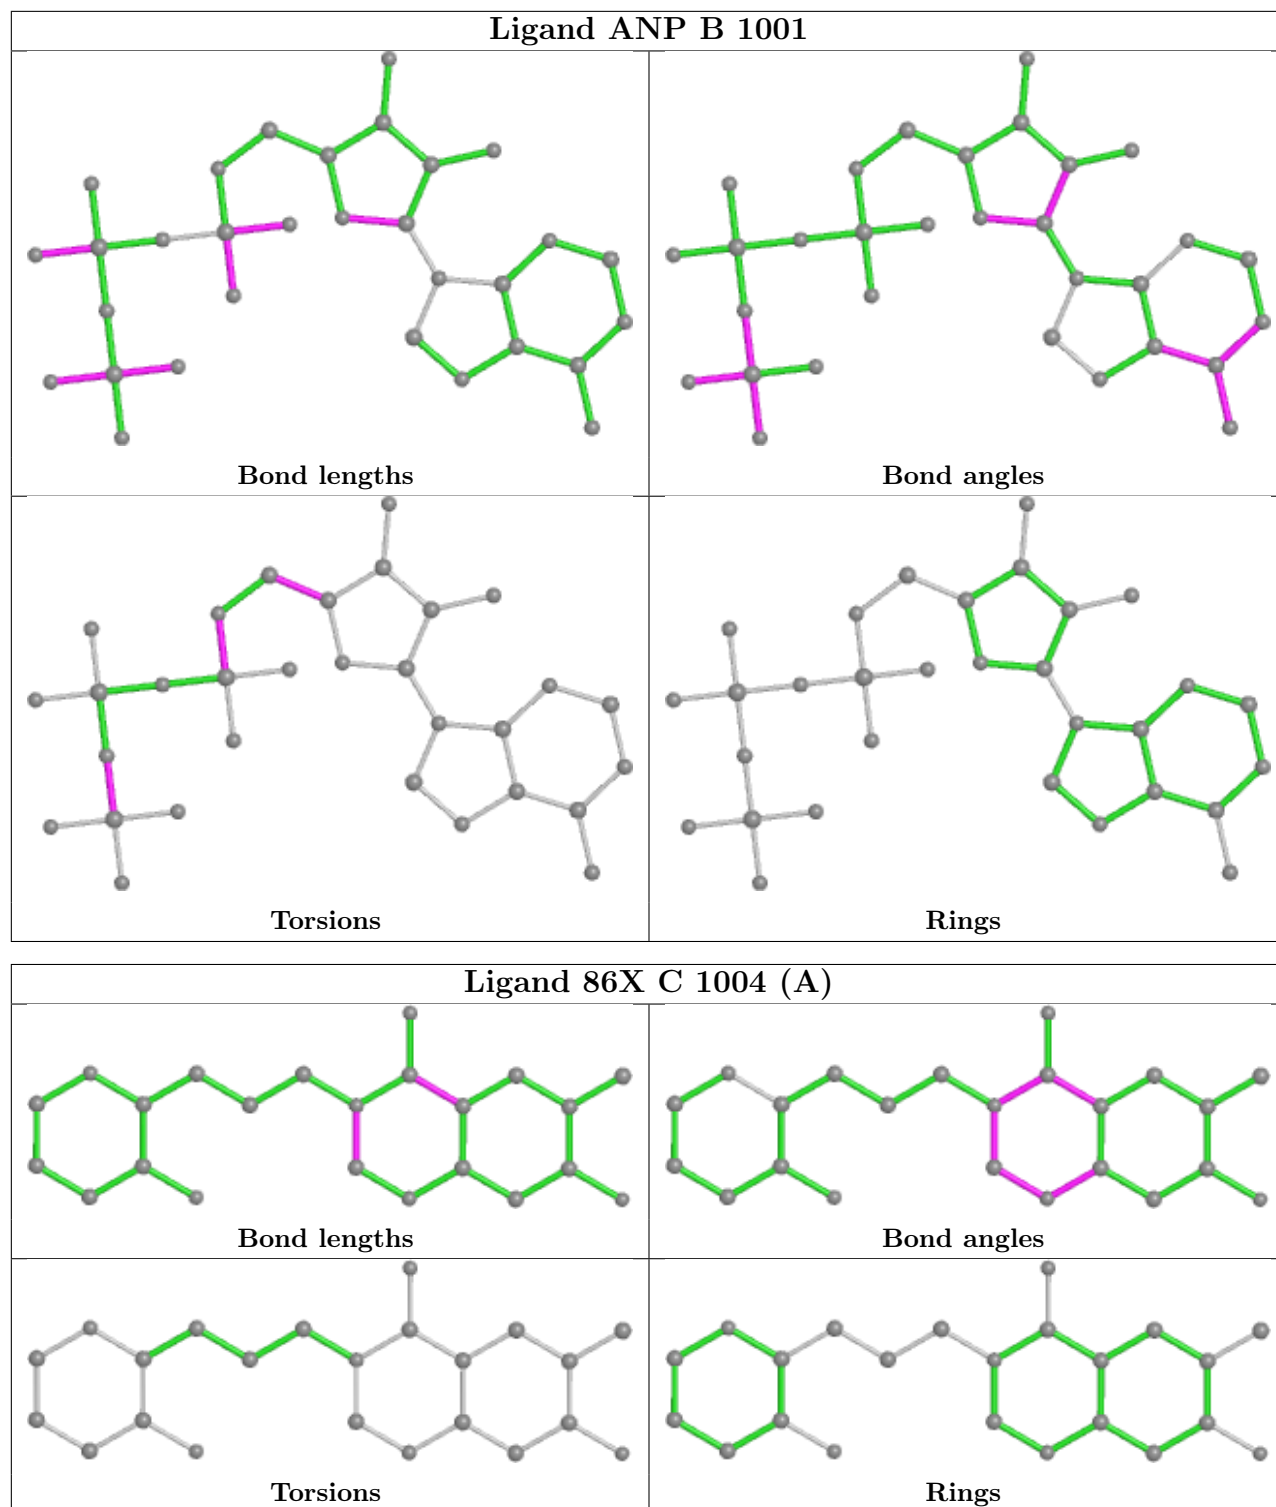 Ligand ANP B 1001
Bond lengths
Bond angles
Torsions
Rings
Ligand 86X C 1004 (A)
Bond lengths
Bond angles
Torsions
Rings